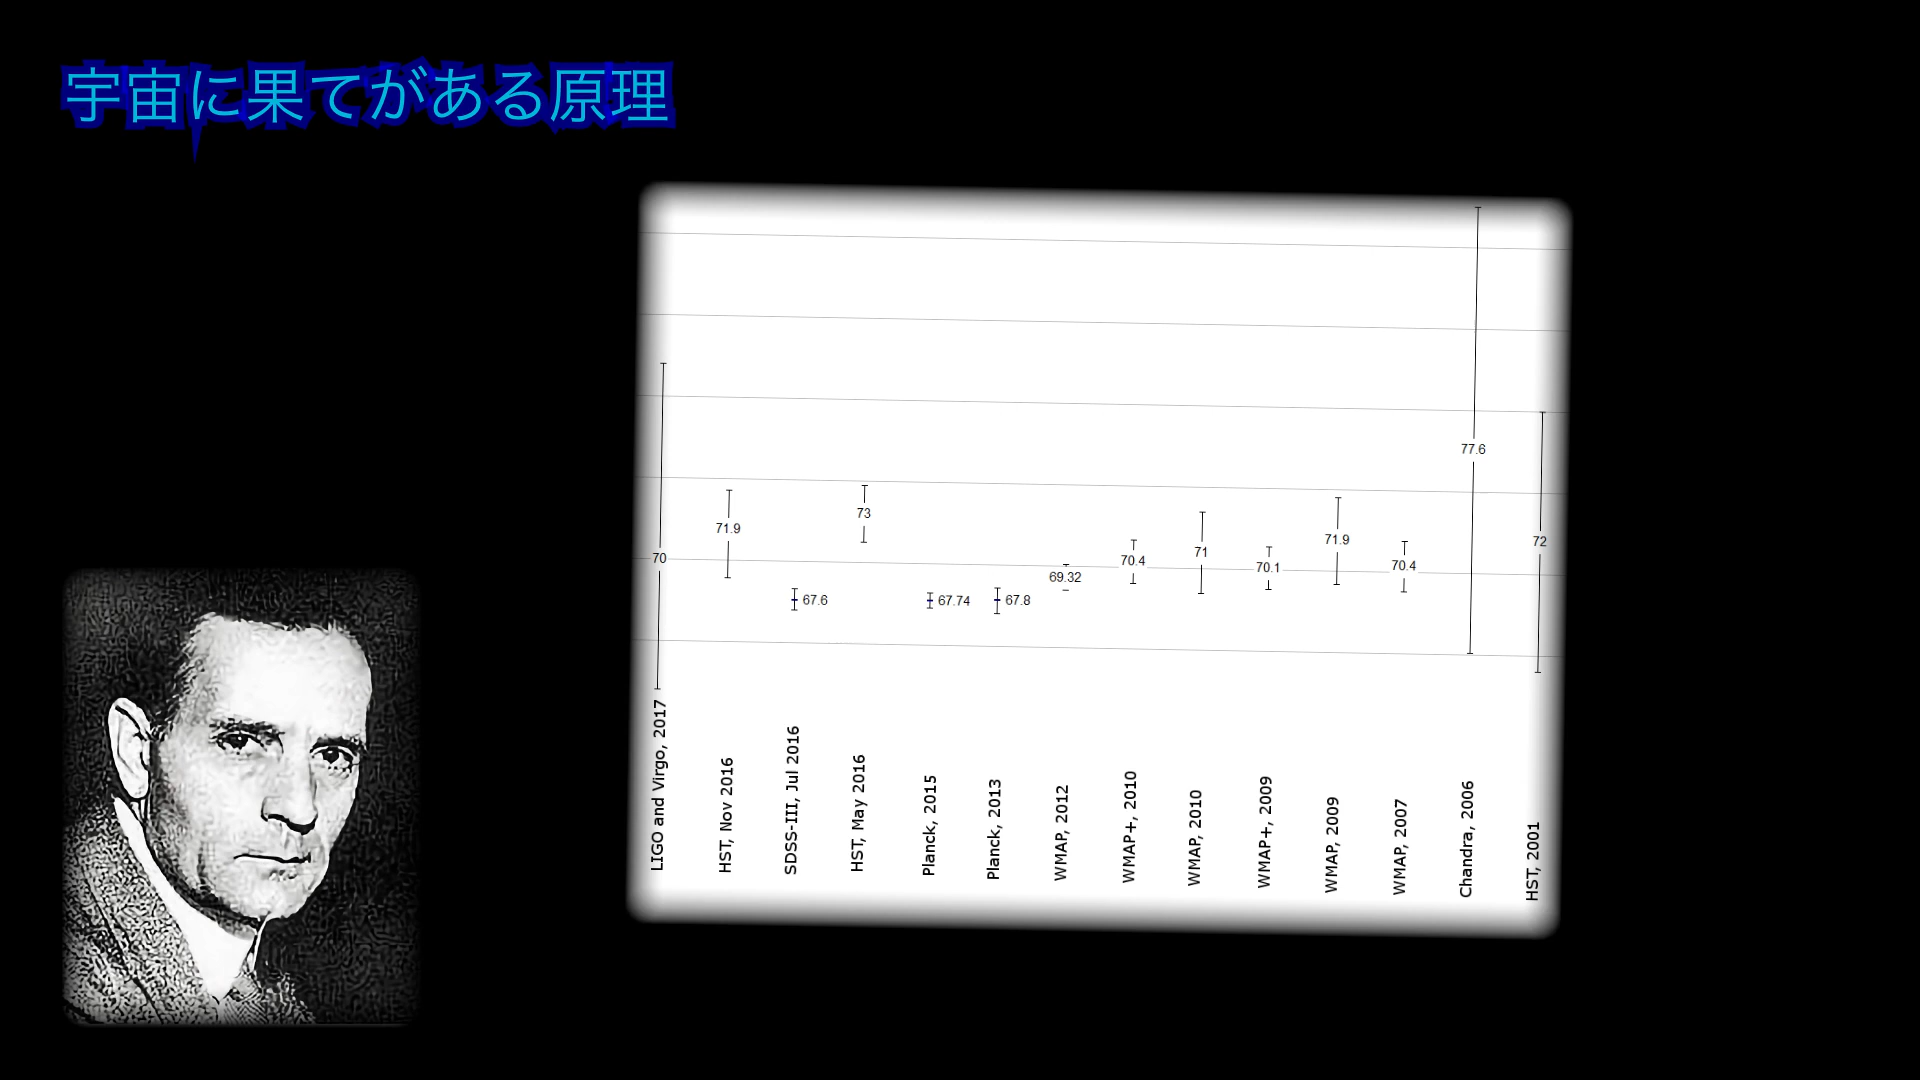 宇宙に果てがある原理
77.6
73
71.9
71.9
72
70
71
70.4
70.4
70.1
69.32
67.6
67.74
67.8
LIGO and Virgo, 2017
HST, Nov 2016
SDSS-III, Jul 2016
HST, May 2016
Planck, 2015
Planck, 2013
WMAP, 2012
WMAP+, 2010
WMAP, 2010
WMAP+, 2009
WMAP, 2009
WMAP, 2007
Chandra, 2006
HST, 2001